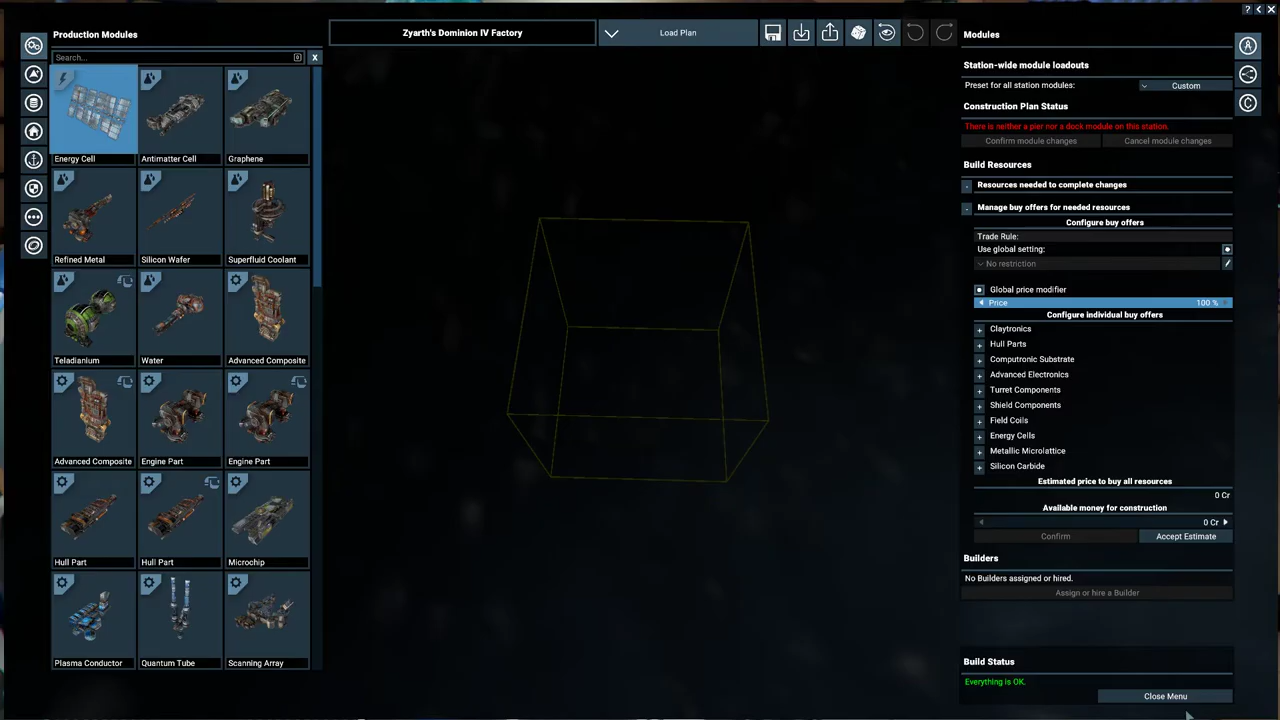 Production Modules
Search...
x
Energy Cell
Antimatter Cell
Graphene
Refined Metal
Silicon Wafer
Superfluid Coolant
Teladianium
Water
Advanced Composite
Advanced Composite
Engine Part
Engine Part
Hull Part
Hull Part
Microchip
Plasma Conductor
Quantum Tube
Scanning Array
Zyarth's Dominion IV Factory
Load Plan
Modules
Station-wide module loadouts
Preset for all station modules:
Custom
Construction Plan Status
There is neither a pier nor a dock module on this station.
Confirm module changes
Cancel module changes
Build Resources
Resources needed to complete changes
Manage buy offers for needed resources
Configure buy offers
Trade Rule:
Use global setting:
No restriction
Global price modifier
Price 100 %
Configure individual buy offers
+ Claytronics
+ Hull Parts
+ Computronic Substrate
+ Advanced Electronics
+ Turret Components
+ Shield Components
+ Field Coils
+ Energy Cells
+ Metallic Microlattice
+ Silicon Carbide
Estimated price to buy all resources
0 Cr
Available money for construction
0 Cr
Confirm
Accept Estimate
Builders
No Builders assigned or hired.
Assign or hire a Builder
Build Status
Everything is OK.
Close Menu